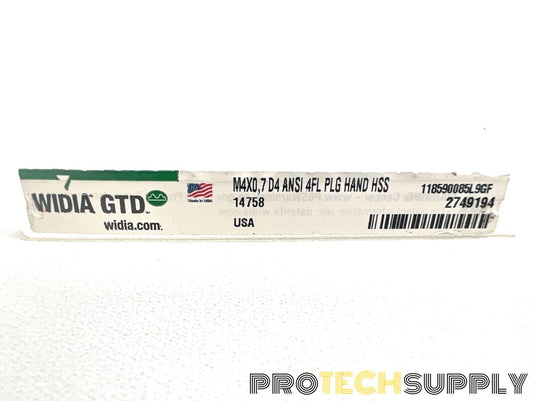 7
WIDIA GTD
widia.com
Made in USA
M4X0,7 D4 ANSI 4FL PLG HAND HSS
14758
USA
118590085L9GF
2749194
PROTECHSUPPLY